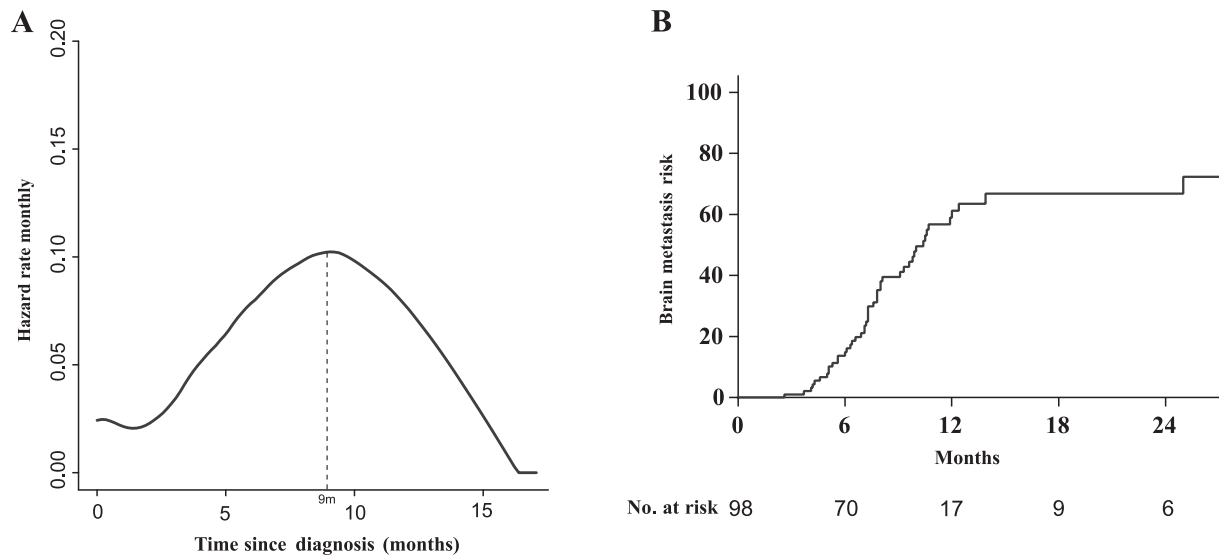 A
Hazard rate monthly
0.20
0.15
0.10
0.05
0.00
0 5 10 15
9m
Time since diagnosis (months)
B
Brain metastasis risk
100
80
60
40
20
0
0 6 12 18 24
Months
No. at risk 98 70 17 9 6